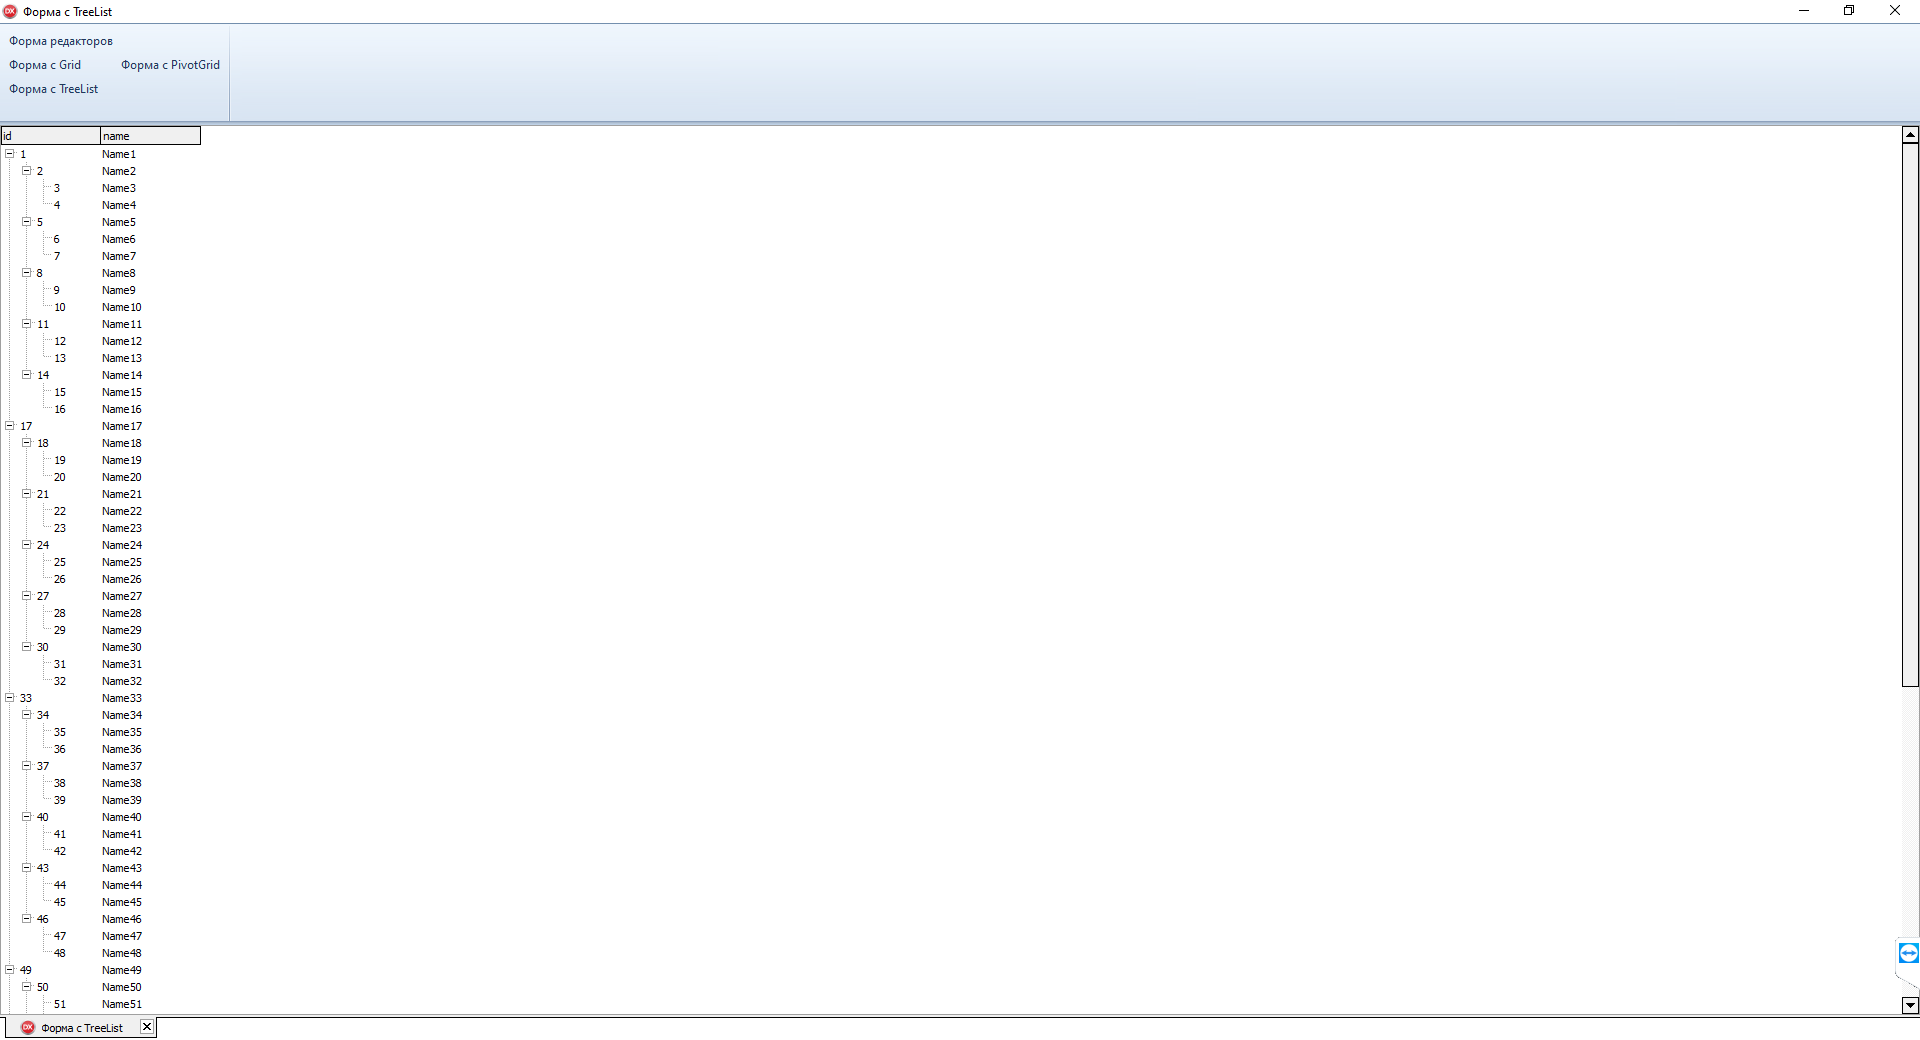 DX Форма с TreeList
Форма редакторов
Форма с Grid Форма с PivotGrid
Форма с TreeList
id name
1 Name1
2 Name2
3 Name3
4 Name4
5 Name5
6 Name6
7 Name7
8 Name8
9 Name9
10 Name10
11 Name11
12 Name12
13 Name13
14 Name14
15 Name15
16 Name16
17 Name17
18 Name18
19 Name19
20 Name20
21 Name21
22 Name22
23 Name23
24 Name24
25 Name25
26 Name26
27 Name27
28 Name28
29 Name29
30 Name30
31 Name31
32 Name32
33 Name33
34 Name34
35 Name35
36 Name36
37 Name37
38 Name38
39 Name39
40 Name40
41 Name41
42 Name42
43 Name43
44 Name44
45 Name45
46 Name46
47 Name47
48 Name48
49 Name49
50 Name50
51 Name51
DX Форма с TreeList